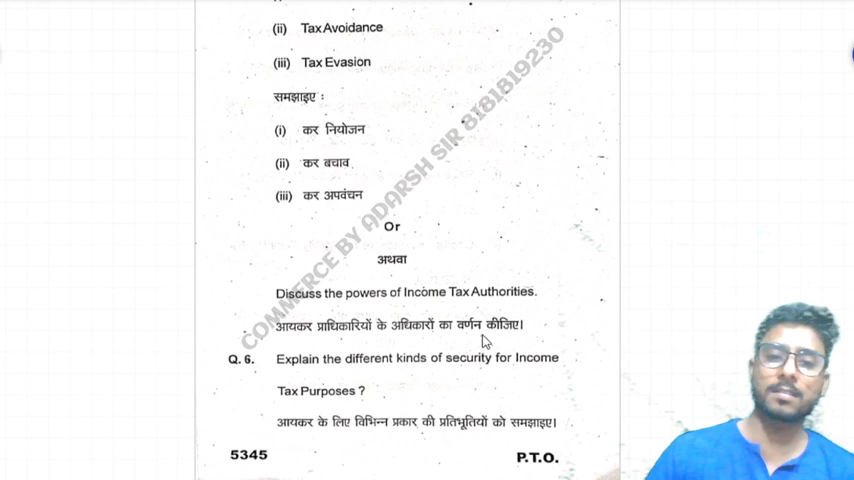 (ii) Tax Avoidance
(iii) Tax Evasion
समझाइए :
(i) कर नियोजन
(ii) कर बचाव
(iii) कर अपवंचन
Or
अथवा
Discuss the powers of Income Tax Authorities.
आयकर प्राधिकारियों के अधिकारों का वर्णन कीजिए।
Q. 6. Explain the different kinds of security for Income
Tax Purposes ?
आयकर के लिए विभिन्न प्रकार की प्रतिभूतियों को समझाइए।
5345 P.T.O.
COMMERCE BY ADARSH SIR 8181819230